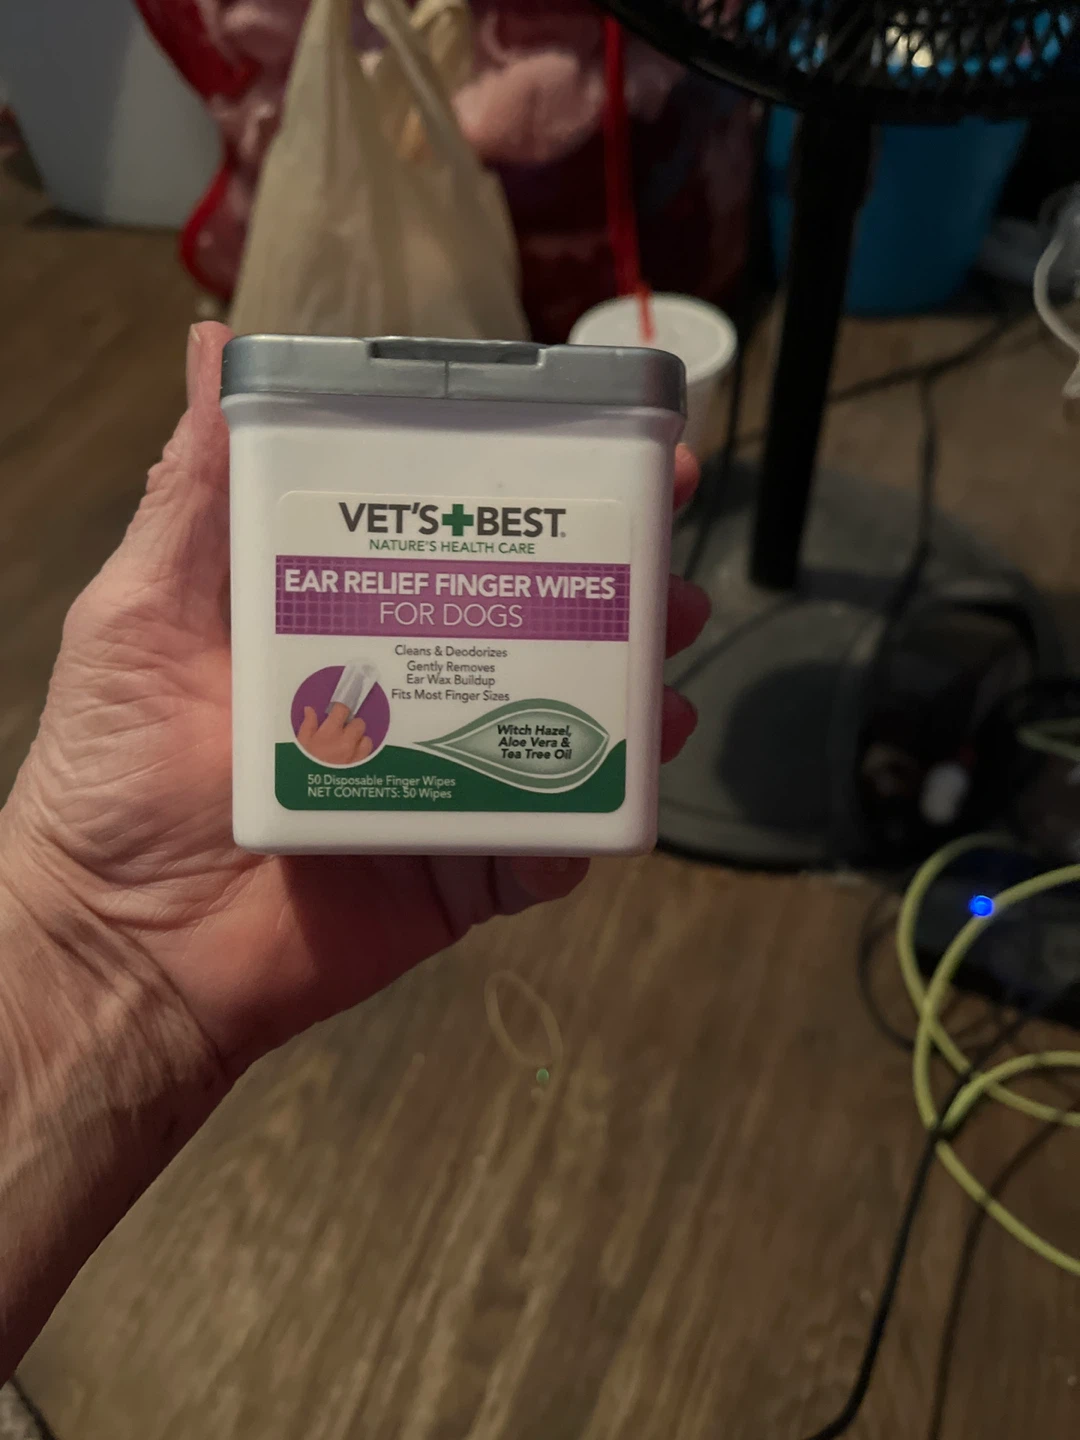 VET'S+BEST®
NATURE'S HEALTH CARE
EAR RELIEF FINGER WIPES
FOR DOGS
Cleans & Deodorizes
Gently Removes
Ear Wax Buildup
Fits Most Finger Sizes
Witch Hazel,
Aloe Vera &
Tea Tree Oil
50 Disposable Finger Wipes
NET CONTENTS: 50 Wipes